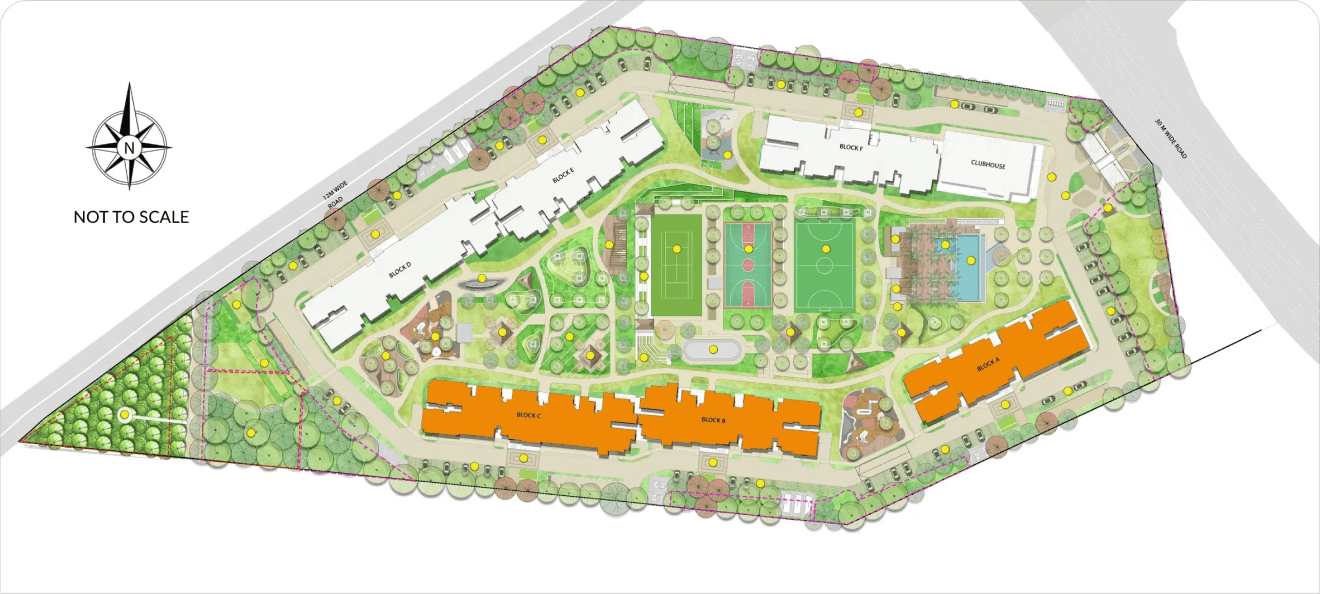 N
NOT TO SCALE
12M WIDE
ROAD
30 M WIDE ROAD
BLOCK E
BLOCK F
CLUBHOUSE
BLOCK D
BLOCK A
BLOCK C
BLOCK B